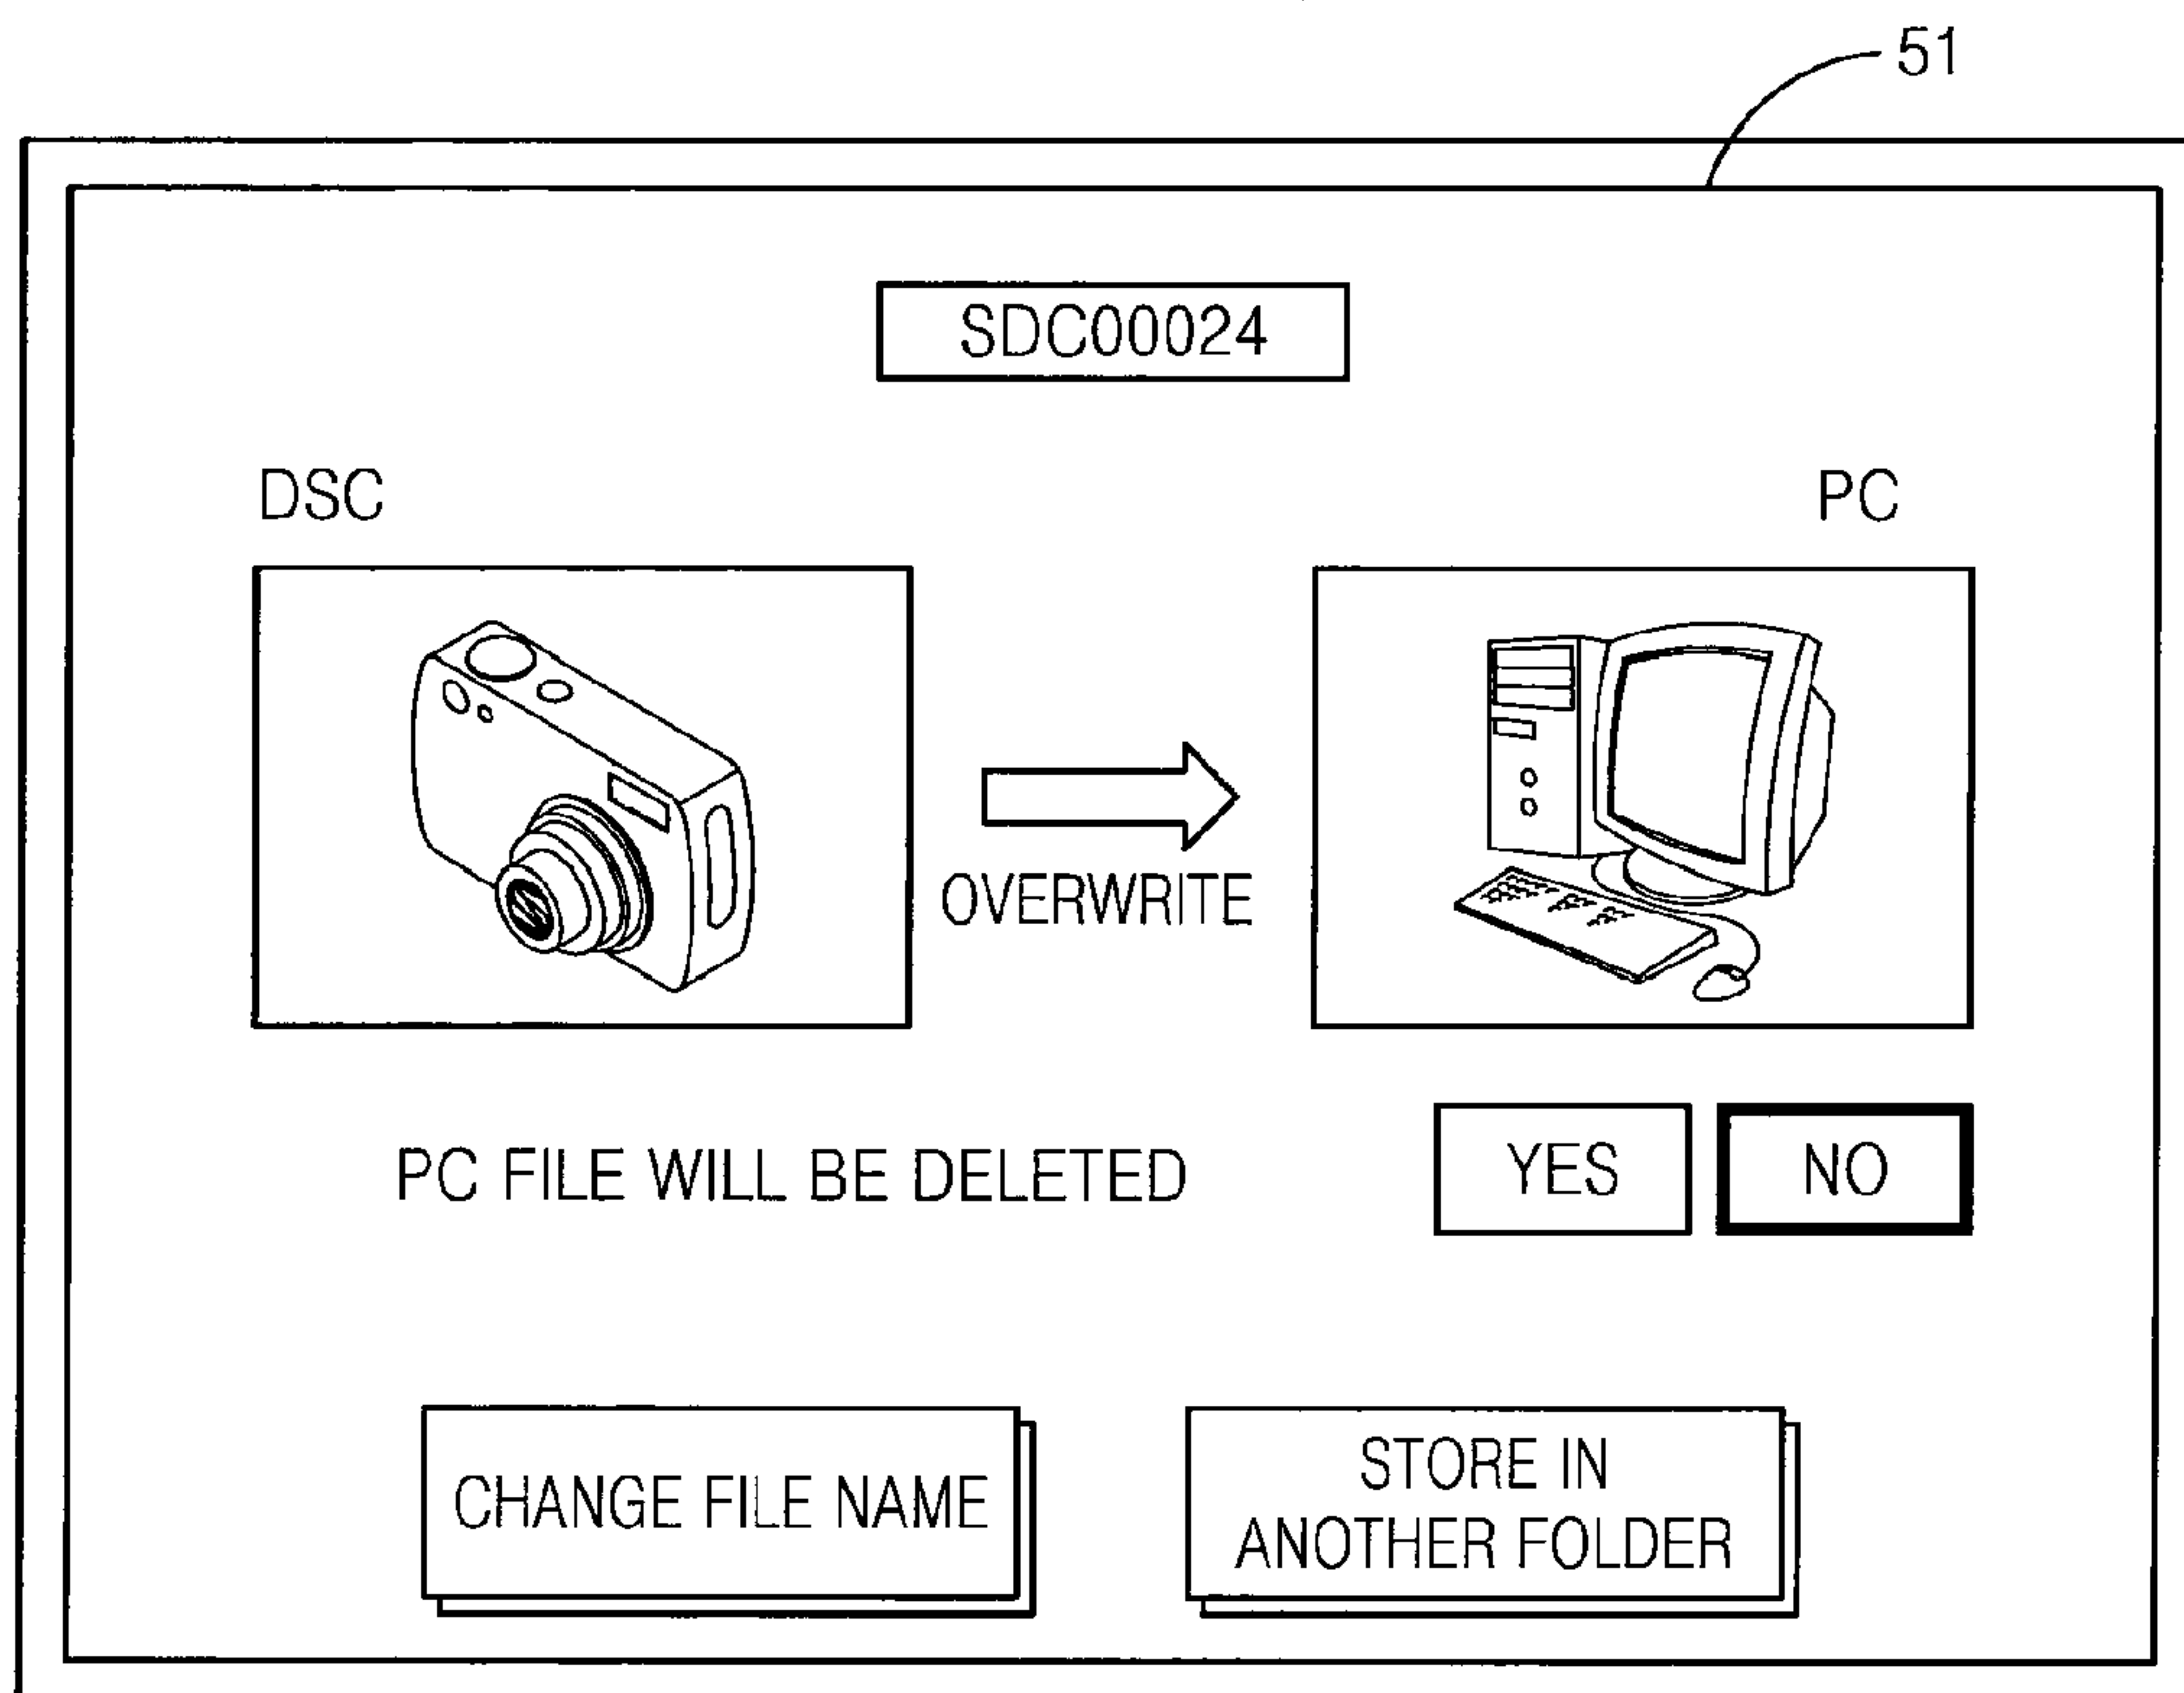 51
SDC00024
DSC
PC
OVERWRITE
PC FILE WILL BE DELETED
YES
NO
CHANGE FILE NAME
STORE IN
ANOTHER FOLDER